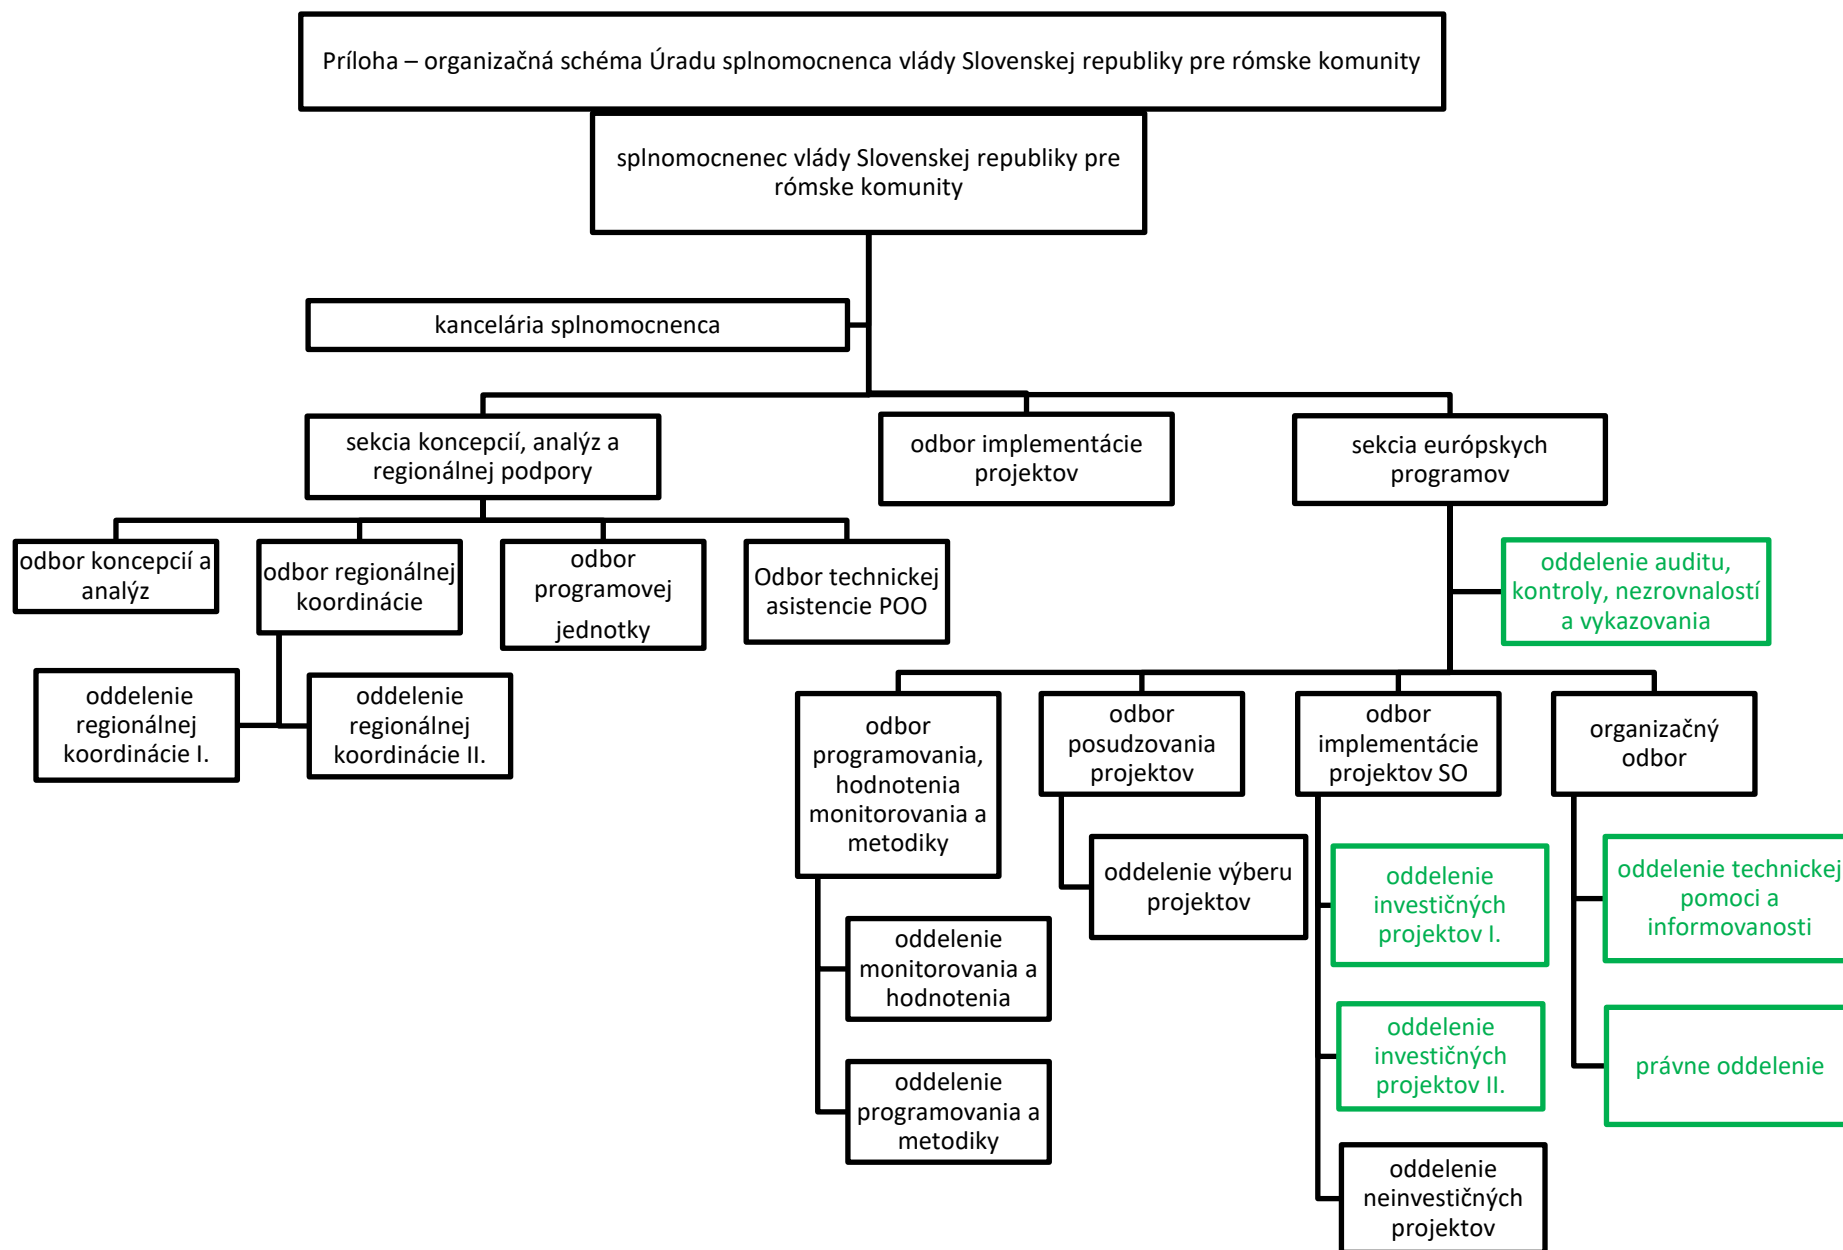 Príloha – organizačná schéma Úradu splnomocnenca vlády Slovenskej republiky pre rómske komunity
splnomocnenec vlády Slovenskej republiky pre
rómske komunity
kancelária splnomocnenca
sekcia koncepcií, analýz a
regionálnej podpory
odbor implementácie
projektov
sekcia európskych
programov
odbor koncepcií a
analýz
odbor regionálnej
koordinácie
odbor
programovej
jednotky
Odbor technickej
asistencie POO
oddelenie auditu,
kontroly, nezrovnalostí
a vykazovania
oddelenie
regionálnej
koordinácie I.
oddelenie
regionálnej
koordinácie II.
odbor
programovania,
hodnotenia
monitorovania a
metodiky
odbor
posudzovania
projektov
odbor
implementácie
projektov SO
organizačný
odbor
oddelenie výberu
projektov
oddelenie
investičných
projektov I.
oddelenie technickej
pomoci a
informovanosti
oddelenie
monitorovania a
hodnotenia
oddelenie
investičných
projektov II.
právne oddelenie
oddelenie
programovania a
metodiky
oddelenie
neinvestičných
projektov